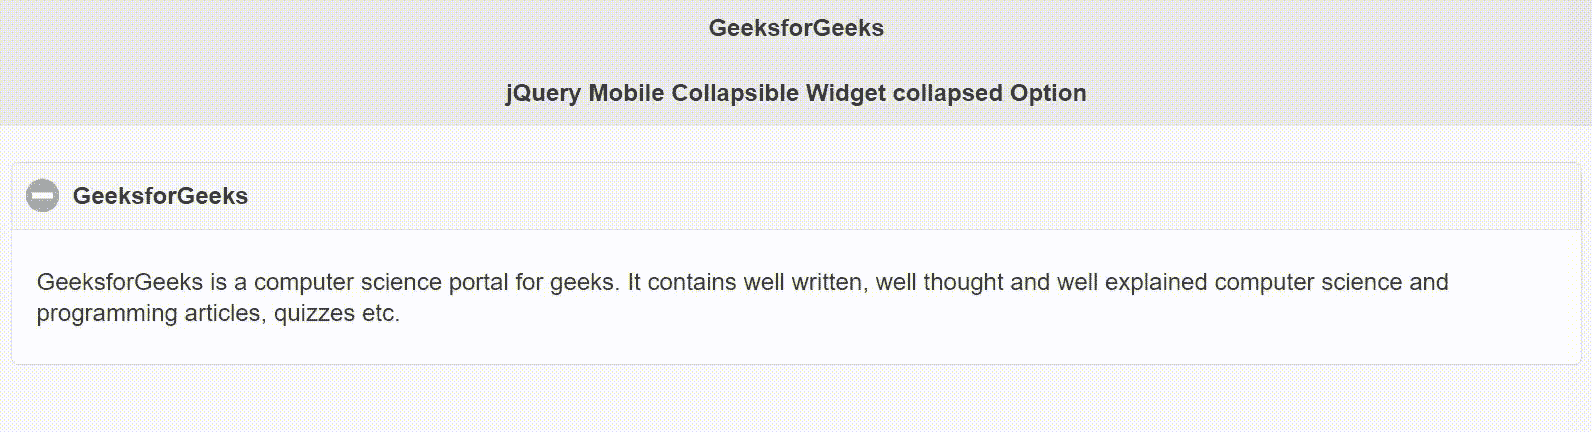 GeeksforGeeks
jQuery Mobile Collapsible Widget collapsed Option
GeeksforGeeks
GeeksforGeeks is a computer science portal for geeks. It contains well written, well thought and well explained computer science and
programming articles, quizzes etc.